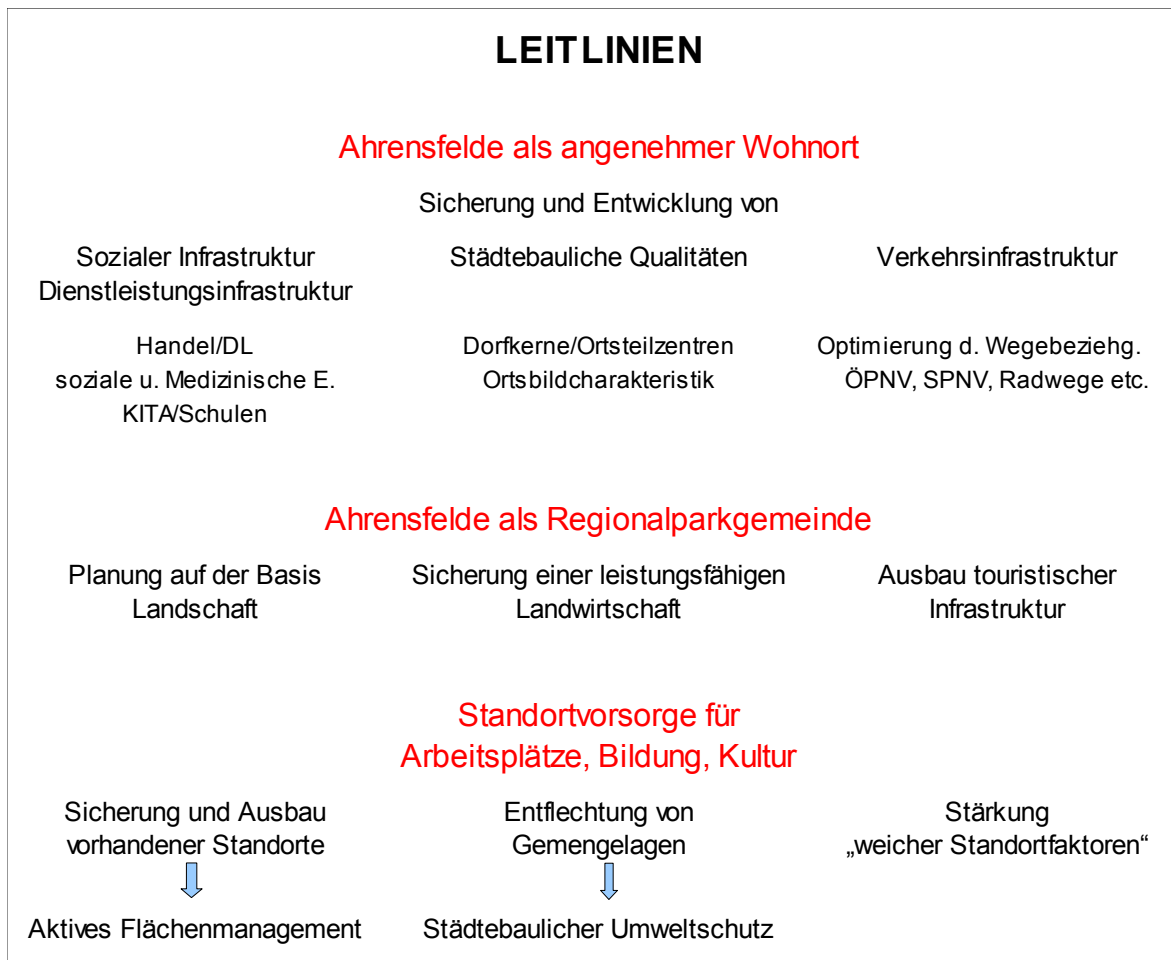 LEITLINIEN
Ahrensfelde als angenehmer Wohnort
Sicherung und Entwicklung von
Sozialer Infrastruktur
Dienstleistungsinfrastruktur
Städtebauliche Qualitäten
Verkehrsinfrastruktur
Handel/DL
soziale u. Medizinische E.
KITA/Schulen
Dorfkerne/Ortsteilzentren
Ortsbildcharakteristik
Optimierung d. Wegebeziehg.
ÖPNV, SPNV, Radwege etc.
Ahrensfelde als Regionalparkgemeinde
Planung auf der Basis
Landschaft
Sicherung einer leistungsfähigen
Landwirtschaft
Ausbau touristischer
Infrastruktur
Standortvorsorge für
Arbeitsplätze, Bildung, Kultur
Sicherung und Ausbau
vorhandener Standorte
Entflechtung von
Gemengelagen
Stärkung
„weicher Standortfaktoren“
Aktives Flächenmanagement
Städtebaulicher Umweltschutz